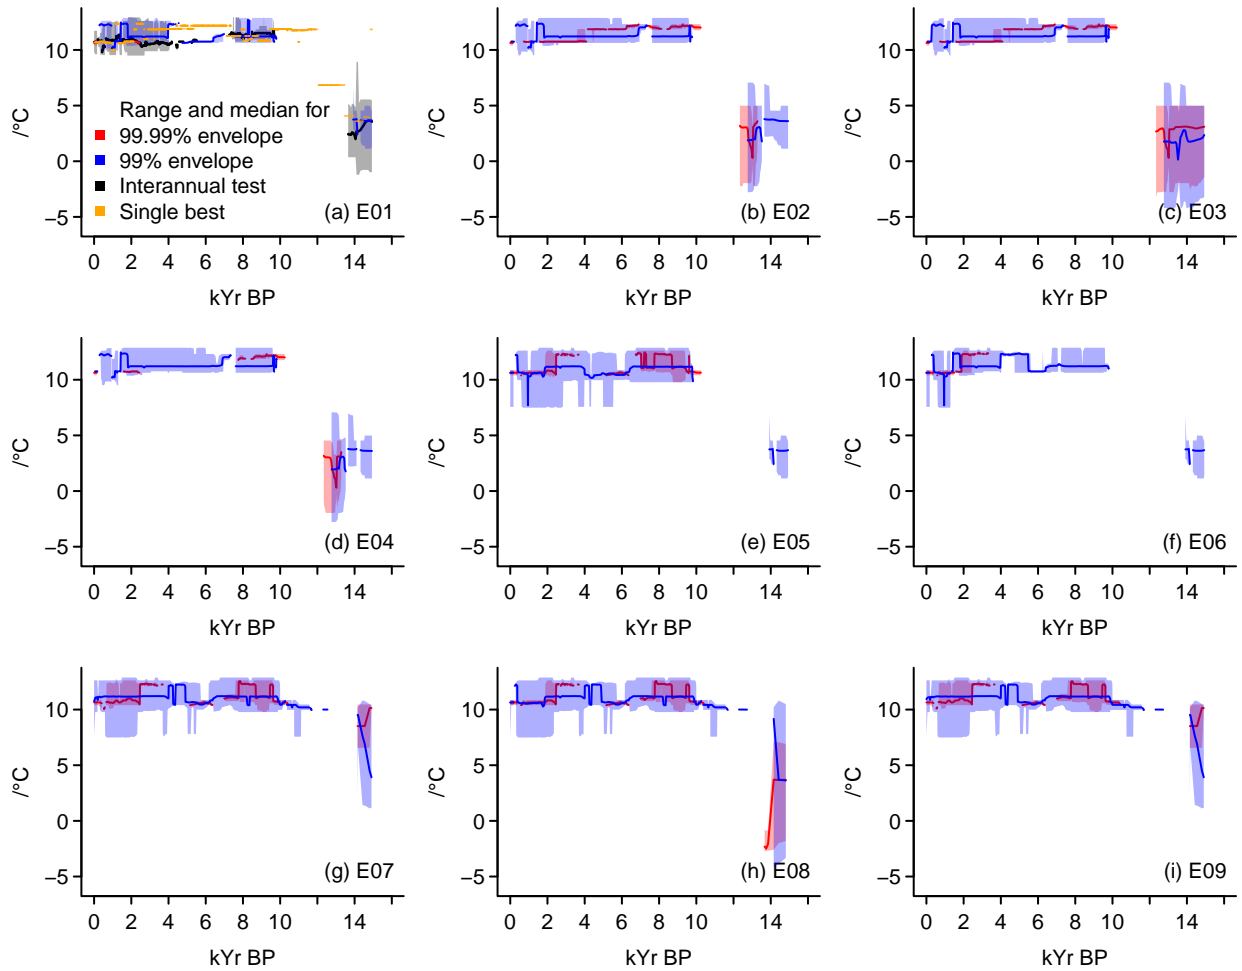 10
5
0
−5
/°C
Range and median for
99.99% envelope
99% envelope
Interannual test
Single best
(a) E01
0 2 4 6 8 10 14
kYr BP
10
5
0
−5
/°C
(b) E02
0 2 4 6 8 10 14
kYr BP
10
5
0
−5
/°C
(c) E03
0 2 4 6 8 10 14
kYr BP
10
5
0
−5
/°C
(d) E04
0 2 4 6 8 10 14
kYr BP
10
5
0
−5
/°C
(e) E05
0 2 4 6 8 10 14
kYr BP
10
5
0
−5
/°C
(f) E06
0 2 4 6 8 10 14
kYr BP
10
5
0
−5
/°C
(g) E07
0 2 4 6 8 10 14
kYr BP
10
5
0
−5
/°C
(h) E08
0 2 4 6 8 10 14
kYr BP
10
5
0
−5
/°C
(i) E09
0 2 4 6 8 10 14
kYr BP